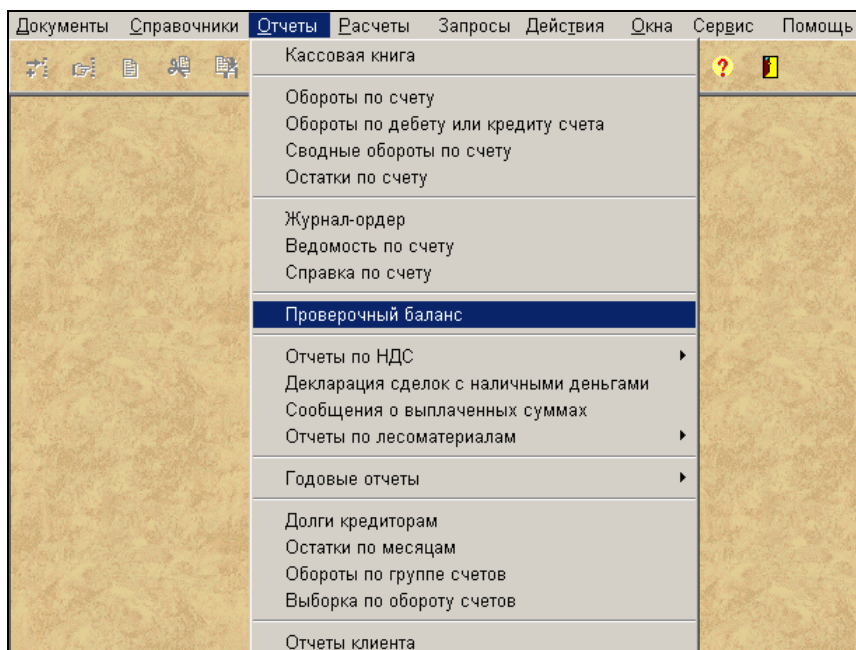 Документы Справочники Отчеты Расчеты Запросы Действия Окна Сервис Помощь
Кассовая книга
Обороты по счету
Обороты по дебету или кредиту счета
Сводные обороты по счету
Остатки по счету
Журнал-ордер
Ведомость по счету
Справка по счету
Проверочный баланс
Отчеты по НДС
Декларация сделок с наличными деньгами
Сообщения о выплаченных суммах
Отчеты по лесоматериалам
Годовые отчеты
Долги кредиторам
Остатки по месяцам
Обороты по группе счетов
Выборка по обороту счетов
Отчеты клиента